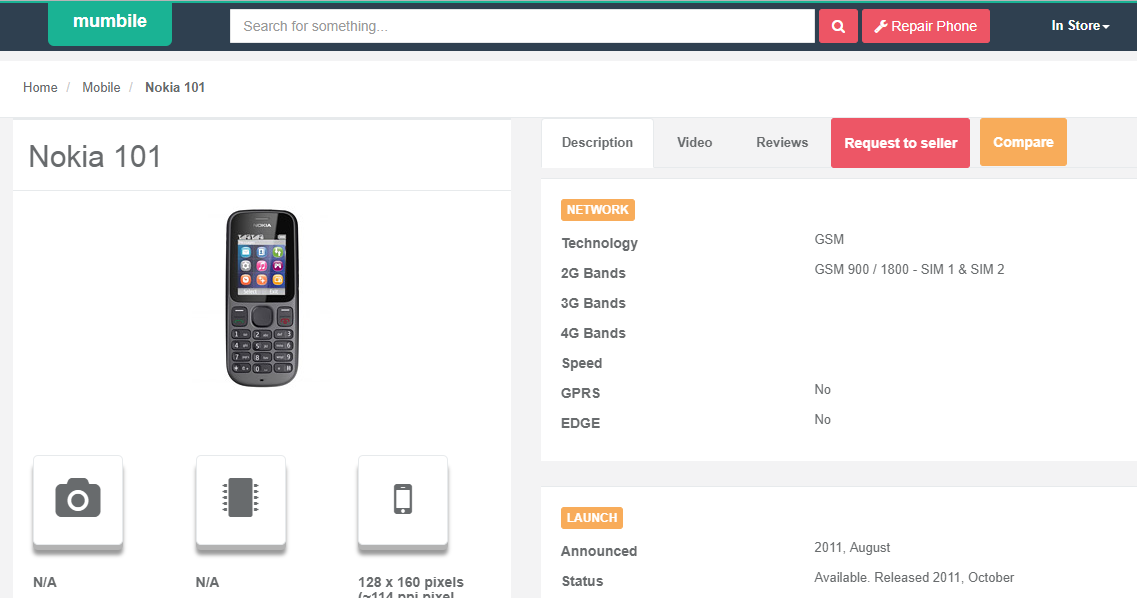 mumbile
Search for something...
Repair Phone
In Store
Home / Mobile / Nokia 101
Nokia 101
NOKIA
Select Exit
N/A
N/A
128 x 160 pixels
(~114 ppi pixel
Description
Video
Reviews
Request to seller
Compare
NETWORK
Technology GSM
2G Bands GSM 900 / 1800 - SIM 1 & SIM 2
3G Bands
4G Bands
Speed
GPRS No
EDGE No
LAUNCH
Announced 2011, August
Status Available. Released 2011, October